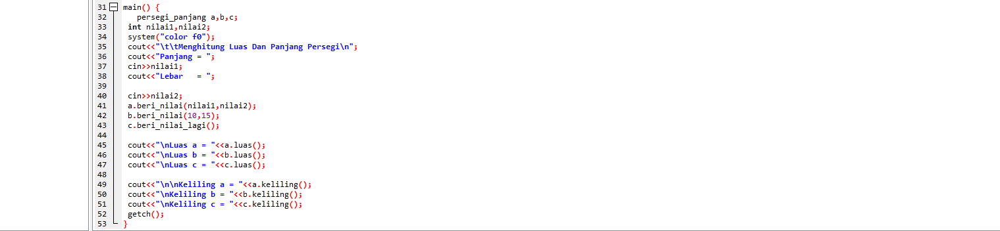 31 main() {
32 persegi_panjang a,b,c;
33 int nilai1,nilai2;
34 system("color f0");
35 cout<<"\t\tMenghitung Luas Dan Panjang Persegi\n";
36 cout<<"Panjang = ";
37 cin>>nilai1;
38 cout<<"Lebar   = ";
39
40 cin>>nilai2;
41 a.beri_nilai(nilai1,nilai2);
42 b.beri_nilai(10,15);
43 c.beri_nilai_lagi();
44
45 cout<<"\nLuas a = "<<a.luas();
46 cout<<"\nLuas b = "<<b.luas();
47 cout<<"\nLuas c = "<<c.luas();
48
49 cout<<"\n\nKeliling a = "<<a.keliling();
50 cout<<"\nKeliling b = "<<b.keliling();
51 cout<<"\nKeliling c = "<<c.keliling();
52 getch();
53 }